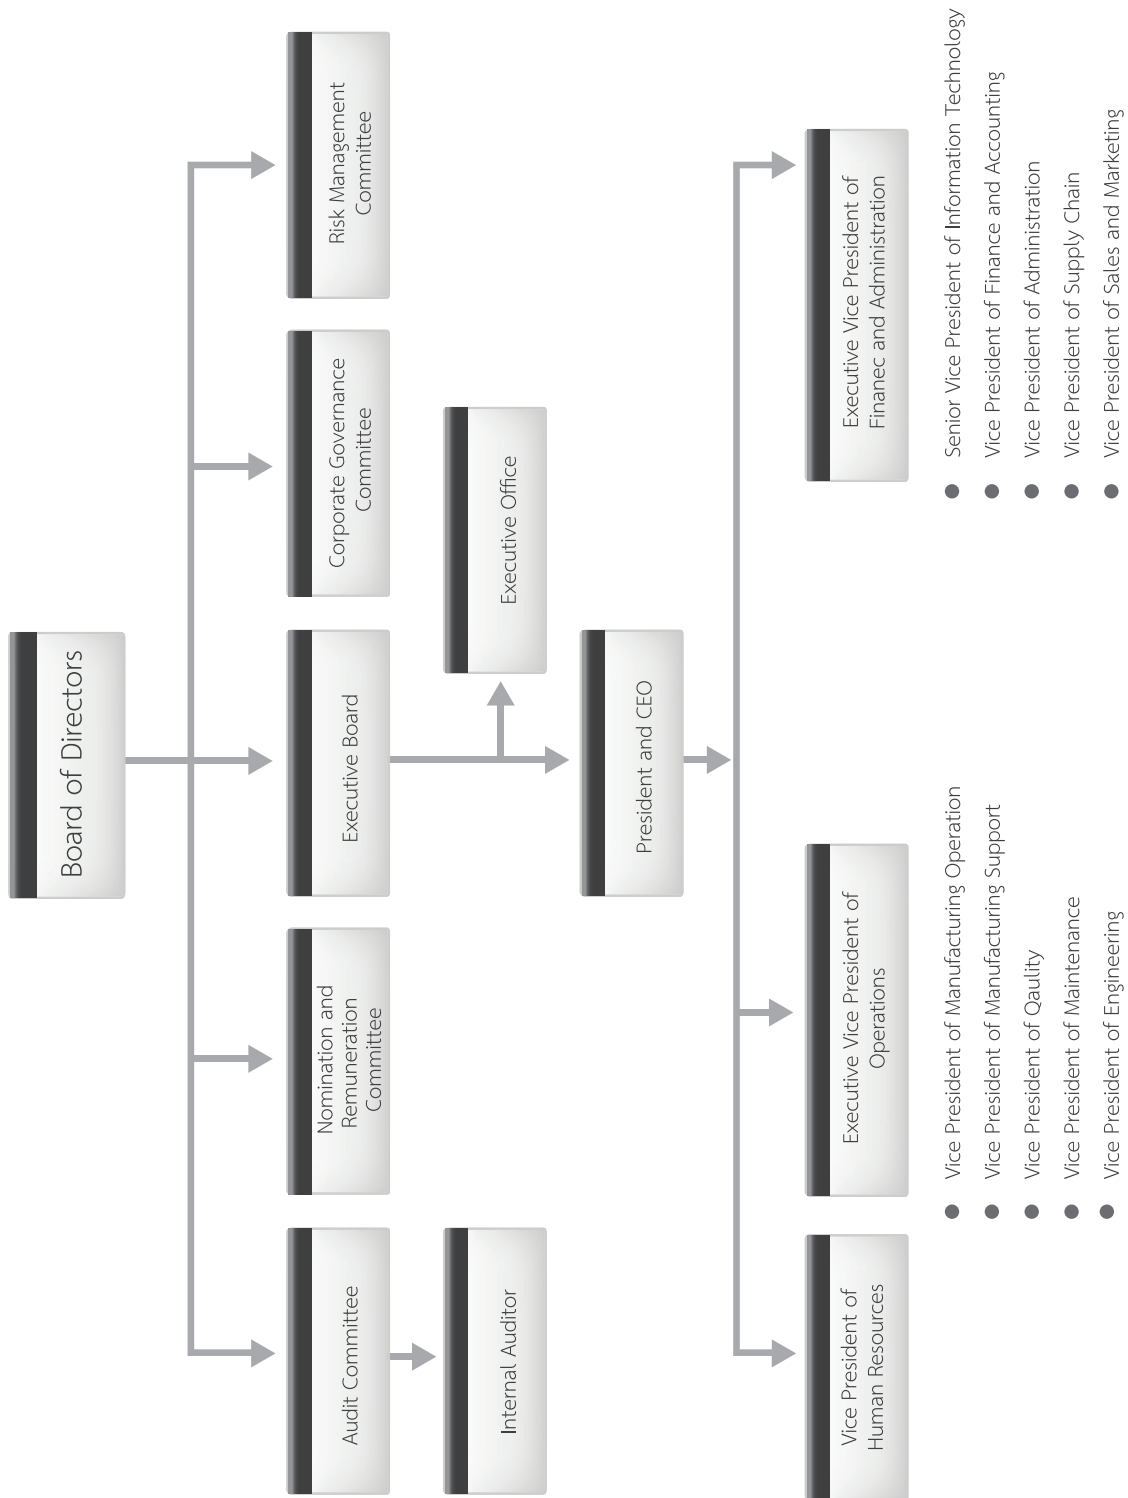 Board of Directors
Audit Committee
Nomination and
Remuneration
Committee
Executive Board
Corporate Governance
Committee
Risk Management
Committee
Internal Auditor
Executive Office
President and CEO
Vice President of
Human Resources
Executive Vice President of
Operations
Executive Vice President of
Finanec and Administration
● Vice President of Manufacturing Operation
● Vice President of Manufacturing Support
● Vice President of Qaulity
● Vice President of Maintenance
● Vice President of Engineering
● Senior Vice President of Information Technology
● Vice President of Finance and Accounting
● Vice President of Administration
● Vice President of Supply Chain
● Vice President of Sales and Marketing